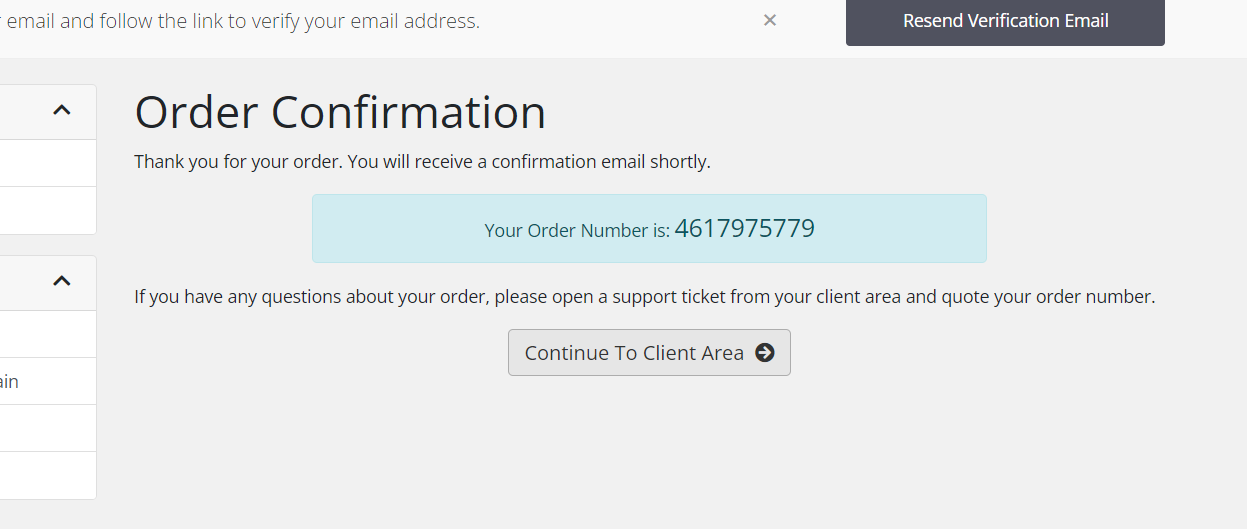 email and follow the link to verify your email address.
Resend Verification Email
Order Confirmation
Thank you for your order. You will receive a confirmation email shortly.
Your Order Number is: 4617975779
If you have any questions about your order, please open a support ticket from your client area and quote your order number.
Continue To Client Area